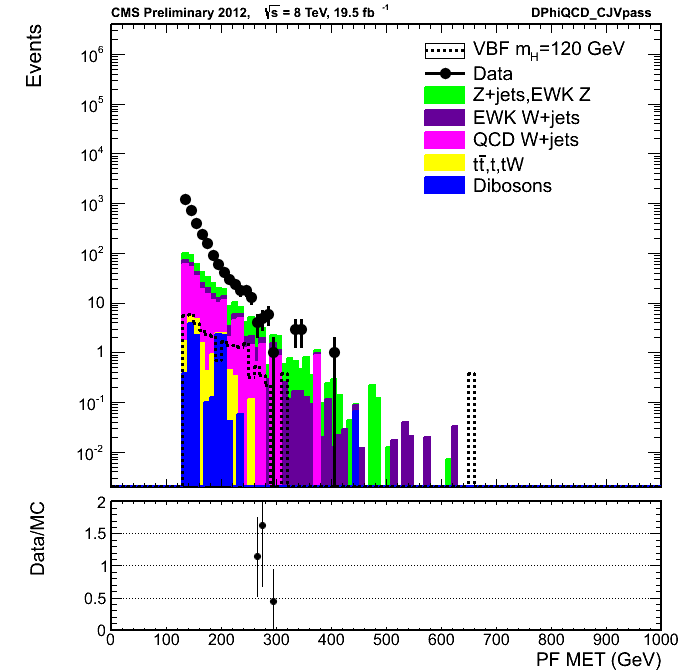 CMS Preliminary 2012, √s = 8 TeV, 19.5 fb⁻¹ DPhiQCD_CJVpass
Events
10⁶
10⁵
10⁴
10³
10²
10
1
10⁻¹
10⁻²
VBF m_H=120 GeV
Data
Z+jets,EWK Z
EWK W+jets
QCD W+jets
tt̅,t,tW
Dibosons
Data/MC
2
1.5
1
0.5
0
0 100 200 300 400 500 600 700 800 900 1000
PF MET (GeV)